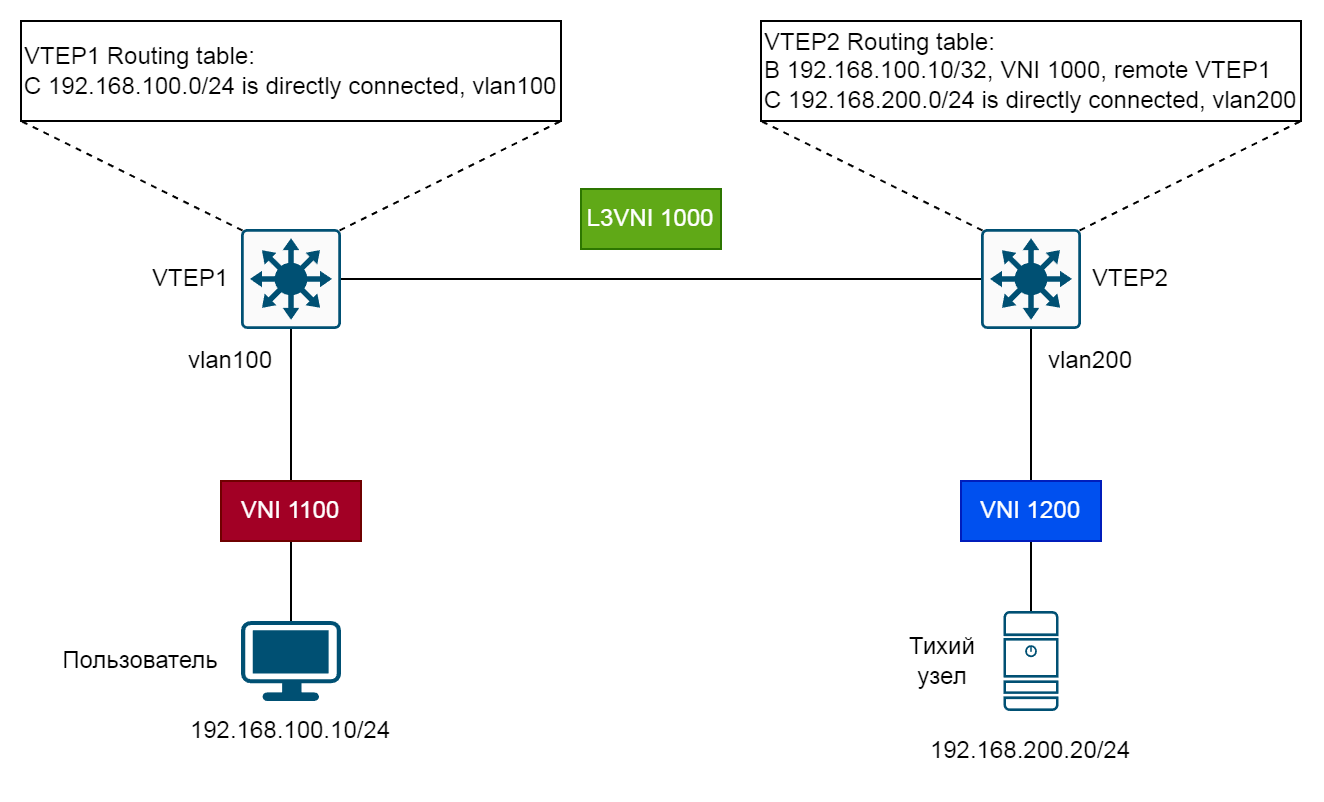 VTEP1 Routing table:
C 192.168.100.0/24 is directly connected, vlan100
VTEP2 Routing table:
B 192.168.100.10/32, VNI 1000, remote VTEP1
C 192.168.200.0/24 is directly connected, vlan200
L3VNI 1000
VTEP1
VTEP2
vlan100
vlan200
VNI 1100
VNI 1200
Пользователь
Тихий
узел
192.168.100.10/24
192.168.200.20/24